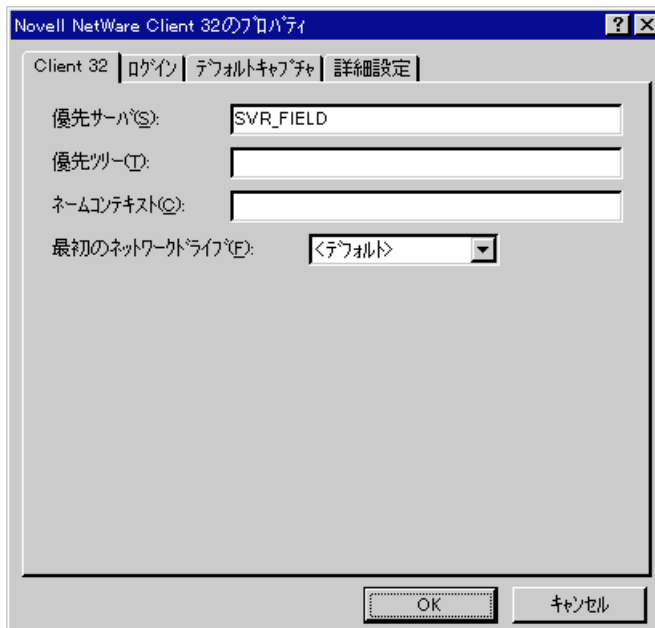 Novell NetWare Client 32のﾌﾟﾛﾊﾟﾃｨ
Client 32 ﾛｸﾞｲﾝ ﾃﾞﾌｫﾙﾄｷｬﾌﾟﾁｬ 詳細設定
優先ｻｰﾊﾞ(S): SVR_FIELD
優先ﾂﾘｰ(T):
ﾈｰﾑｺﾝﾃｷｽﾄ(C):
最初のﾈｯﾄﾜｰｸﾄﾞﾗｲﾌﾞ(F): <ﾃﾞﾌｫﾙﾄ>
OK ｷｬﾝｾﾙ